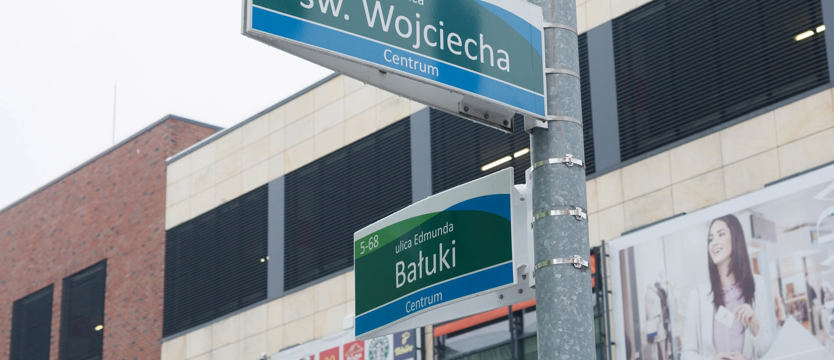 św. Wojciecha
Centrum
5-68
ulica Edmunda
Bałuki
Centrum